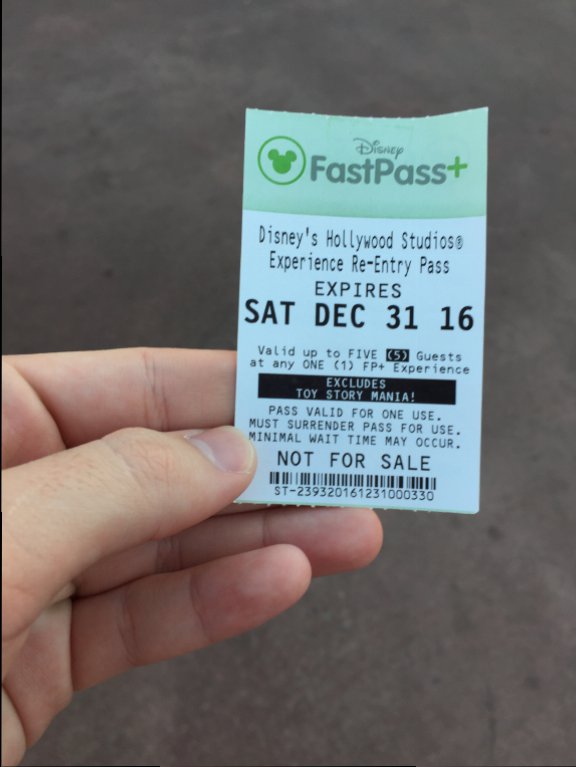 Disney
FastPass+
Disney's Hollywood Studios®
Experience Re-Entry Pass
EXPIRES
SAT DEC 31 16
Valid up to FIVE (5) Guests
at any ONE (1) FP+ Experience
EXCLUDES
TOY STORY MANIA!
PASS VALID FOR ONE USE.
MUST SURRENDER PASS FOR USE.
MINIMAL WAIT TIME MAY OCCUR.
NOT FOR SALE
ST-239320161231000330